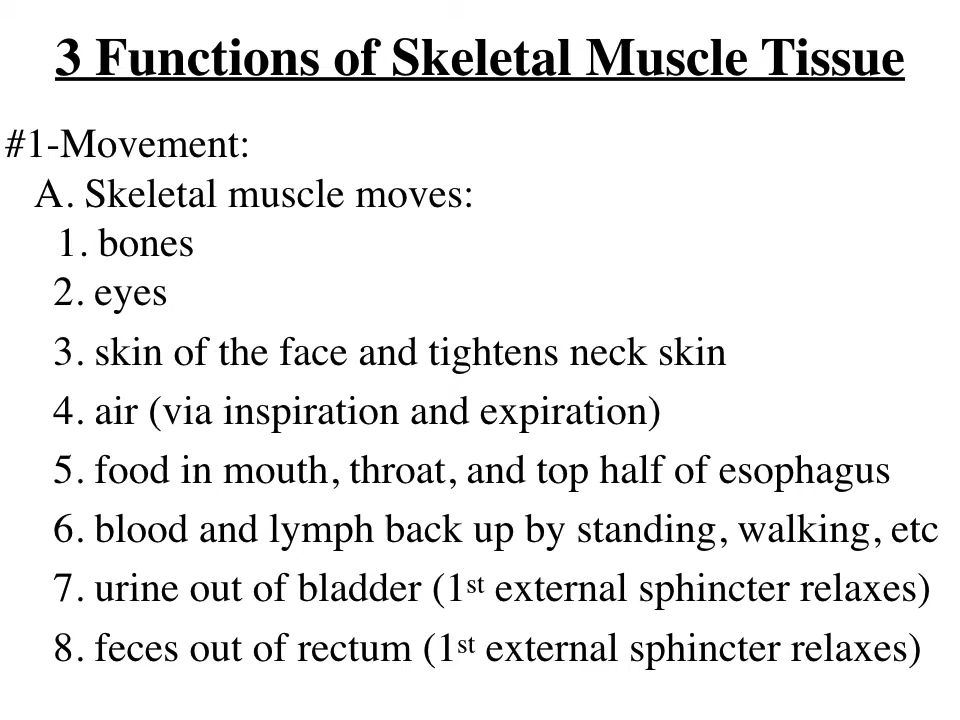 3 Functions of Skeletal Muscle Tissue
#1-Movement:
A. Skeletal muscle moves:
1. bones
2. eyes
3. skin of the face and tightens neck skin
4. air (via inspiration and expiration)
5. food in mouth, throat, and top half of esophagus
6. blood and lymph back up by standing, walking, etc
7. urine out of bladder (1st external sphincter relaxes)
8. feces out of rectum (1st external sphincter relaxes)